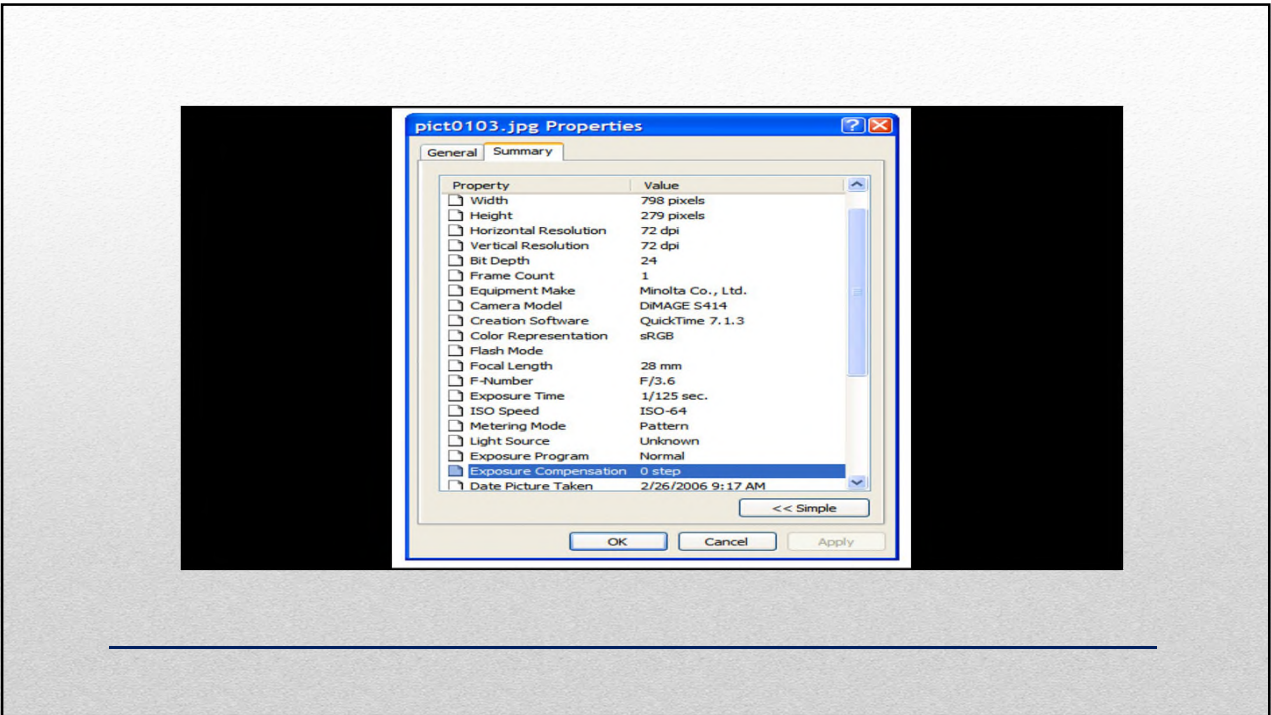 pict0103.jpg Properties
General Summary
Property Value
Width 798 pixels
Height 279 pixels
Horizontal Resolution 72 dpi
Vertical Resolution 72 dpi
Bit Depth 24
Frame Count 1
Equipment Make Minolta Co., Ltd.
Camera Model DiMAGE S414
Creation Software QuickTime 7.1.3
Color Representation sRGB
Flash Mode
Focal Length 28 mm
F-Number F/3.6
Exposure Time 1/125 sec.
ISO Speed ISO-64
Metering Mode Pattern
Light Source Unknown
Exposure Program Normal
Exposure Compensation 0 step
Date Picture Taken 2/26/2006 9:17 AM
<< Simple
OK Cancel Apply